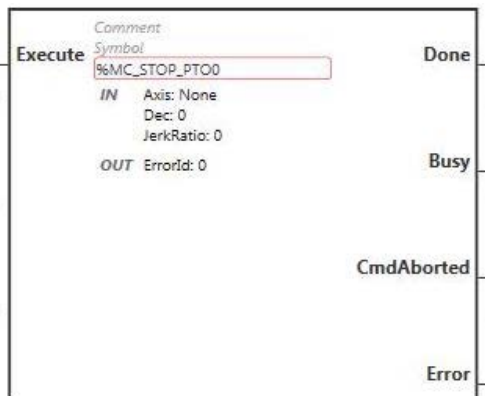 Comment
Execute Symbol Done
%MC_STOP_PTO0
IN Axis: None
Dec: 0
JerkRatio: 0
OUT ErrorId: 0
Busy
CmdAborted
Error